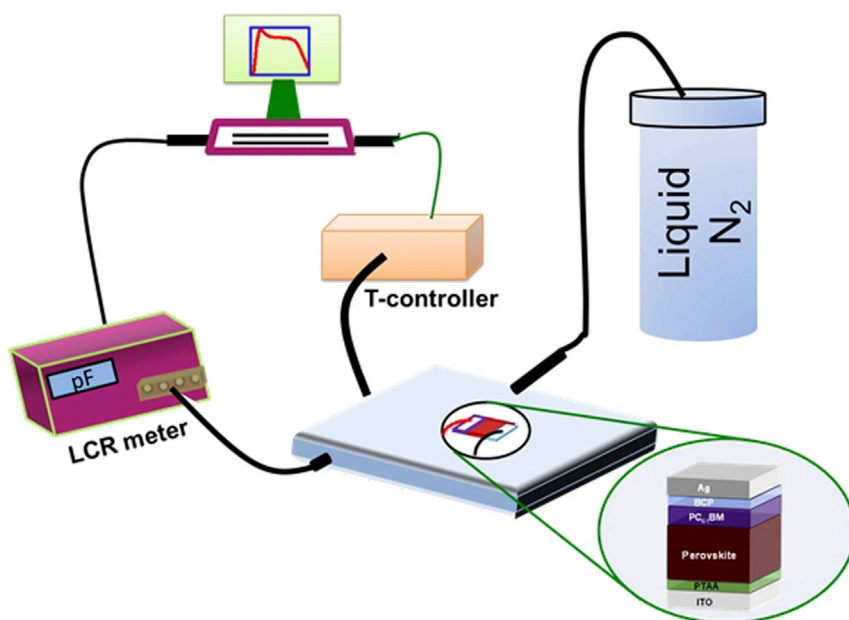 Liquid
N₂
T-controller
pF
LCR meter
Ag
BCP
PC₆₁BM
Perovskite
PTAA
ITO